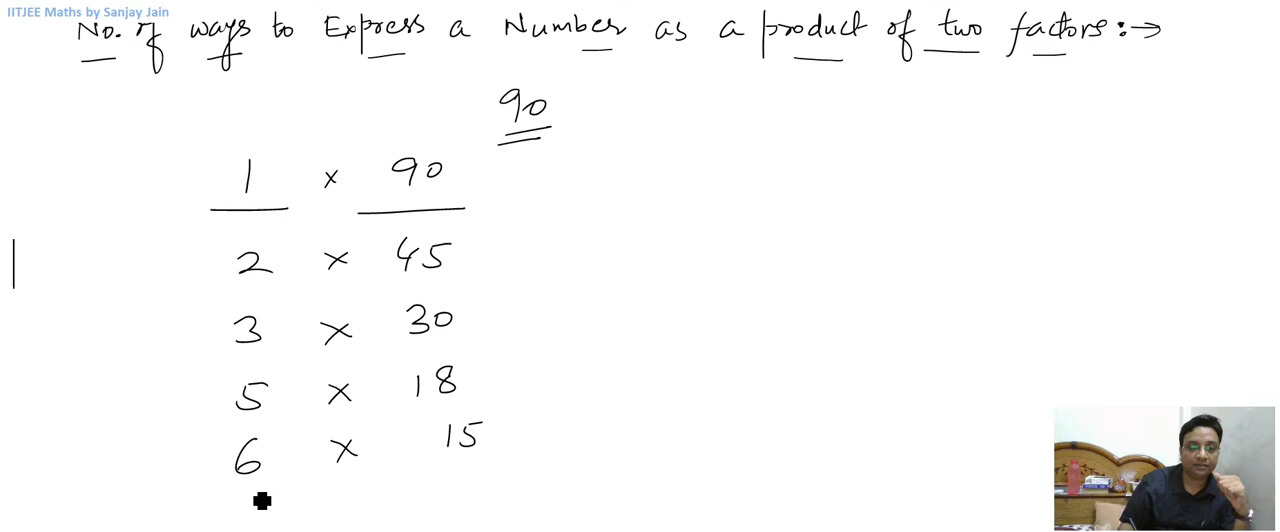 IITJEE Maths by Sanjay Jain
No. of ways to Express a Number as a product of two factors:→
90
1 × 90
2 × 45
3 × 30
5 × 18
6 × 15